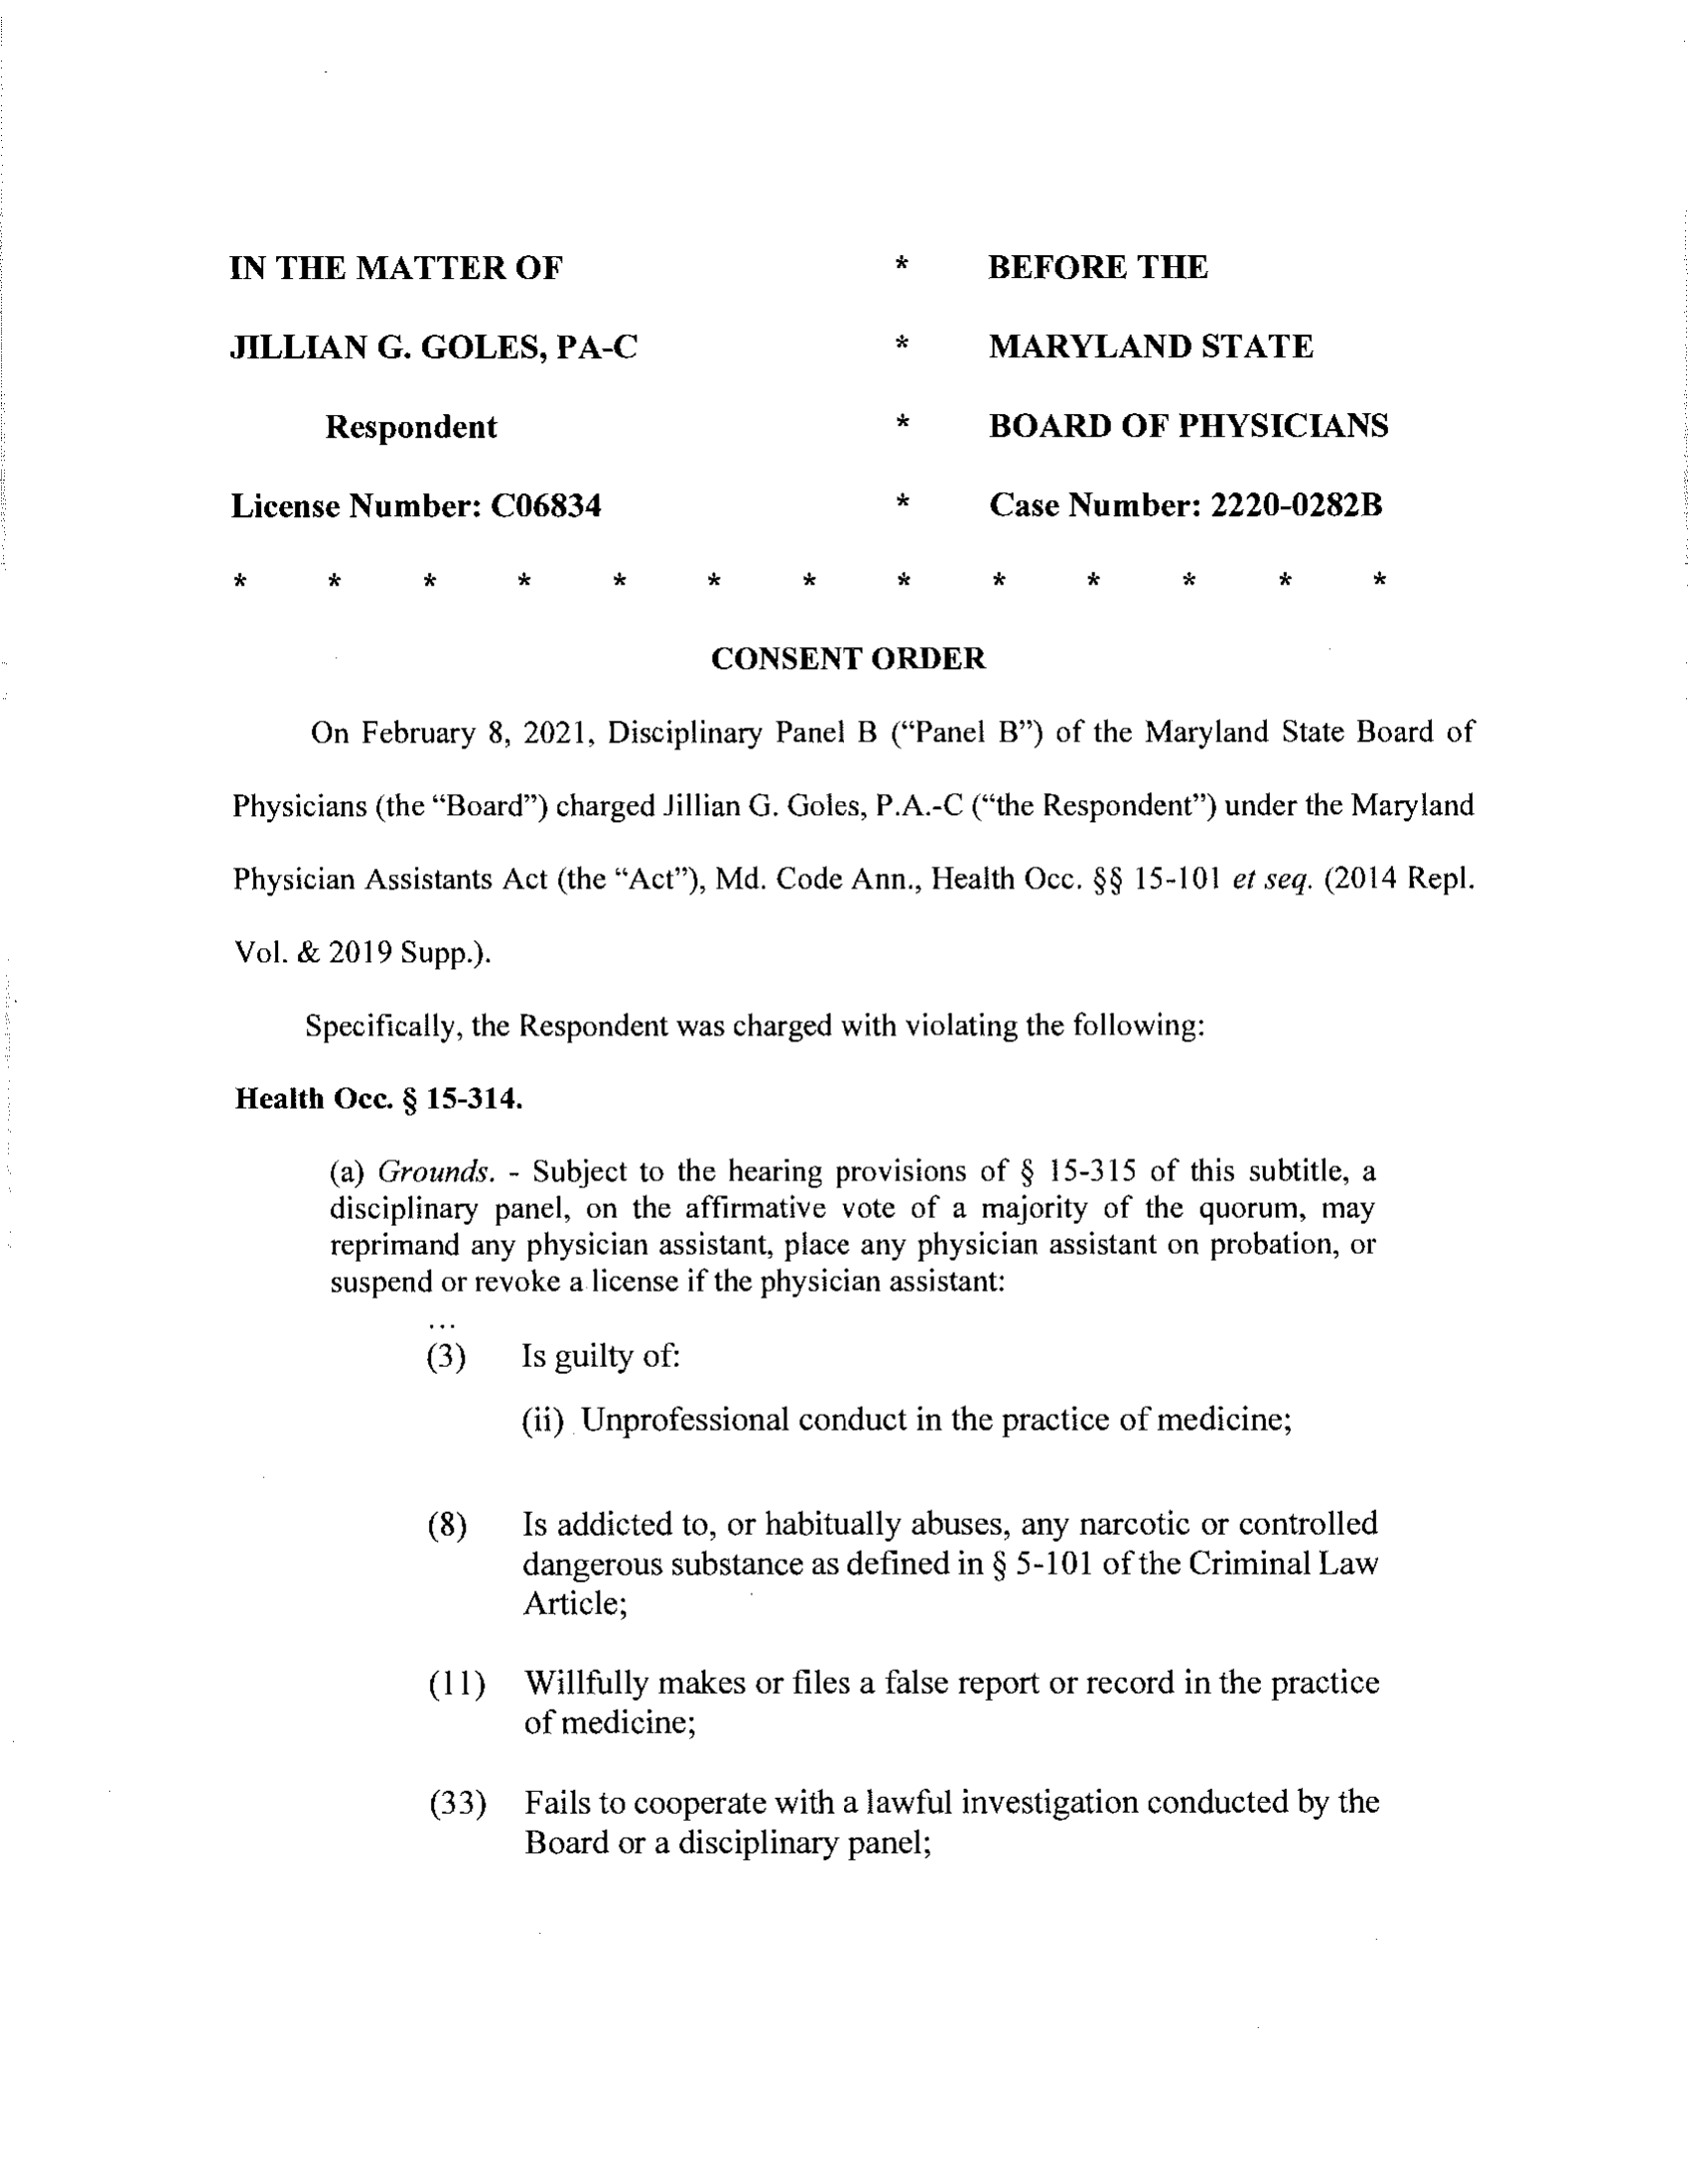 IN THE MATTER OF * BEFORE THE
JILLIAN G. GOLES, PA-C * MARYLAND STATE
Respondent * BOARD OF PHYSICIANS
License Number: C06834 * Case Number: 2220-0282B
* * * * * * * * * * * * *
CONSENT ORDER
On February 8, 2021, Disciplinary Panel B (“Panel B”) of the Maryland State Board of
Physicians (the “Board”) charged Jillian G. Goles, P.A.-C (“the Respondent”) under the Maryland
Physician Assistants Act (the “Act”), Md. Code Ann., Health Occ. §§ 15-101 et seq. (2014 Repl.
Vol. & 2019 Supp.).
Specifically, the Respondent was charged with violating the following:
Health Occ. § 15-314.
(a) Grounds. - Subject to the hearing provisions of § 15-315 of this subtitle, a
disciplinary panel, on the affirmative vote of a majority of the quorum, may
reprimand any physician assistant, place any physician assistant on probation, or
suspend or revoke a license if the physician assistant:
...
(3) Is guilty of:
(ii) Unprofessional conduct in the practice of medicine;
(8) Is addicted to, or habitually abuses, any narcotic or controlled
dangerous substance as defined in § 5-101 of the Criminal Law
Article;
(11) Willfully makes or files a false report or record in the practice
of medicine;
(33) Fails to cooperate with a lawful investigation conducted by the
Board or a disciplinary panel;